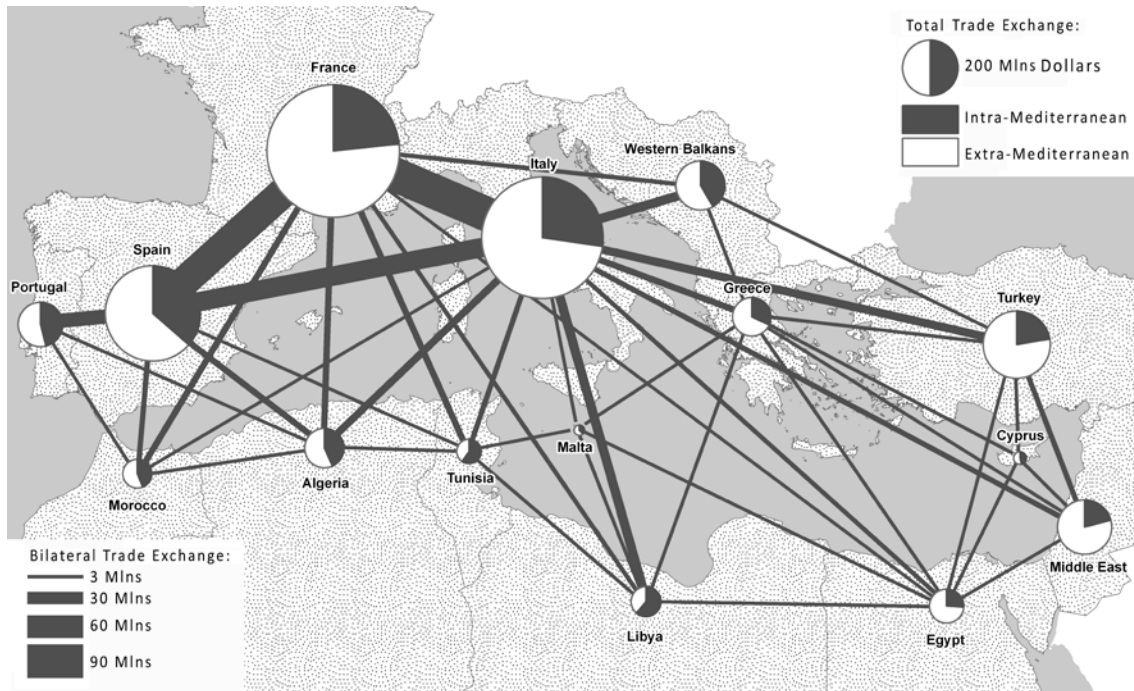 Total Trade Exchange:
200 Mlns Dollars
Intra-Mediterranean
Extra-Mediterranean
France
Western Balkans
Italy
Spain
Portugal
Greece
Turkey
Malta
Cyprus
Tunisia
Algeria
Morocco
Middle East
Libya
Egypt
Bilateral Trade Exchange:
3 Mlns
30 Mlns
60 Mlns
90 Mlns